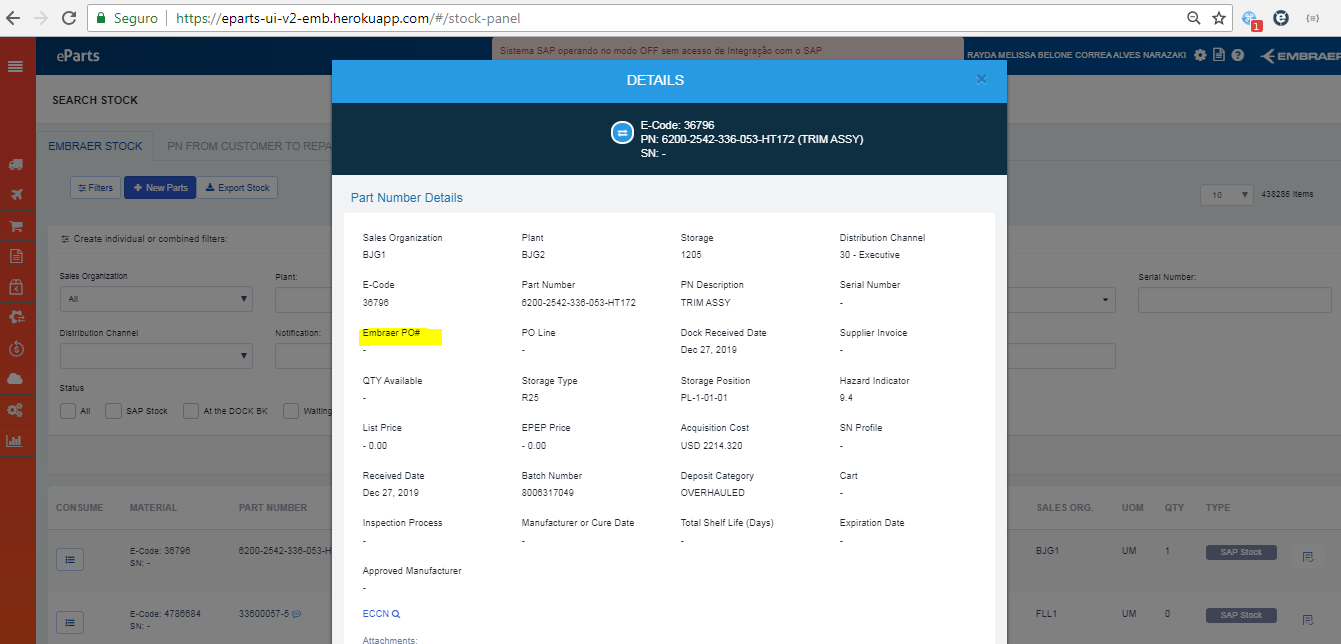 Seguro
https://eparts-ui-v2-emb.herokuapp.com/#/stock-panel
1
eParts
Sistema SAP operando no modo OFF sem acesso de Integração com o SAP
RAYDA MELISSA BELONE CORREA ALVES NARAZAKI
EMBRAER
SEARCH STOCK
DETAILS
×
E-Code: 36796
PN: 6200-2542-336-053-HT172 (TRIM ASSY)
SN: -
EMBRAER STOCK
PN FROM CUSTOMER TO REPA
Filters
New Parts
Export Stock
10
438286 Items
Part Number Details
Create individual or combined filters:
Sales Organization
All
Plant:
Serial Number:
Distribution Channel
Notification:
Status
All
SAP Stock
At the DOCK BK
Waiting
Sales Organization Plant Storage Distribution Channel
BJG1 BJG2 1205 30 - Executive
E-Code Part Number PN Description Serial Number
36796 6200-2542-336-053-HT172 TRIM ASSY -
Embraer PO# PO Line Dock Received Date Supplier Invoice
- - Dec 27, 2019 -
QTY Available Storage Type Storage Position Hazard Indicator
- R25 PL-1-01-01 9.4
List Price EPEP Price Acquisition Cost SN Profile
- 0.00 - 0.00 USD 2214.320 -
Received Date Batch Number Deposit Category Cart
Dec 27, 2019 8006317049 OVERHAULED -
Inspection Process Manufacturer or Cure Date Total Shelf Life (Days) Expiration Date
- - - -
Approved Manufacturer
-
ECCN
Attachments:
CONSUME MATERIAL PART NUMBER SALES ORG. UOM QTY TYPE
E-Code: 36796 6200-2542-336-053-H BJG1 UM 1 SAP Stock
SN: -
E-Code: 4786684 33600057-5 FLL1 UM 0 SAP Stock
SN: -